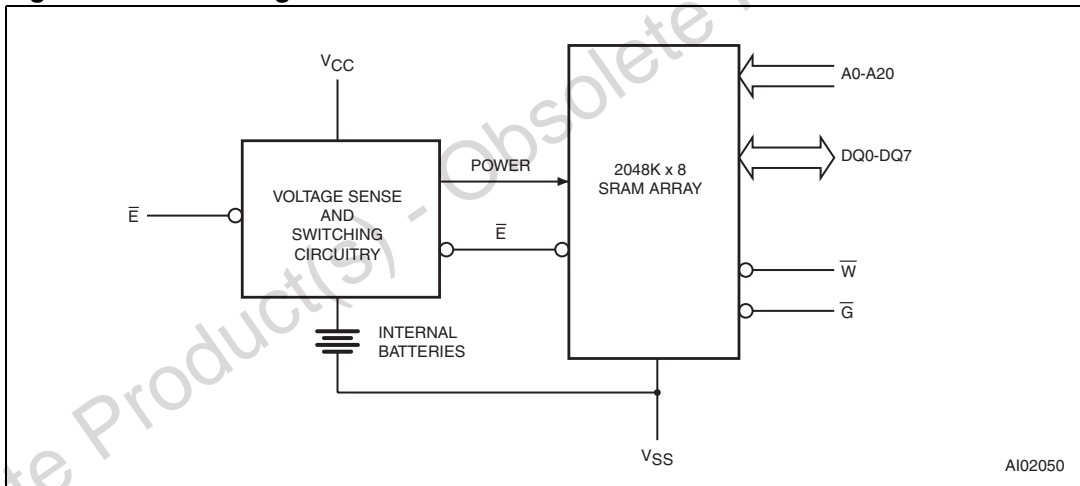 VCC
A0-A20
POWER
2048K x 8
SRAM ARRAY
DQ0-DQ7
E̅
VOLTAGE SENSE
AND
SWITCHING
CIRCUITRY
E̅
W̅
G̅
INTERNAL
BATTERIES
VSS
AI02050
te Product(s) - Obsolete